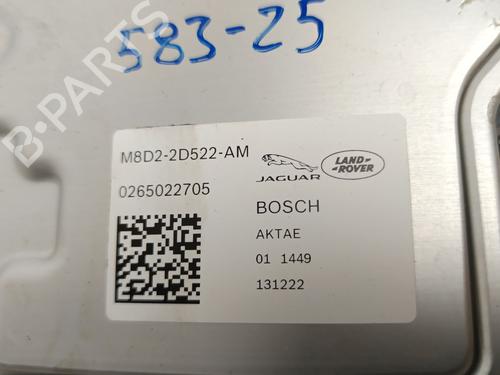 583-25
B-PARTS
M8D2-2D522-AM
0265022705
JAGUAR
LAND-
ROVER
BOSCH
AKTAE
01 1449
131222